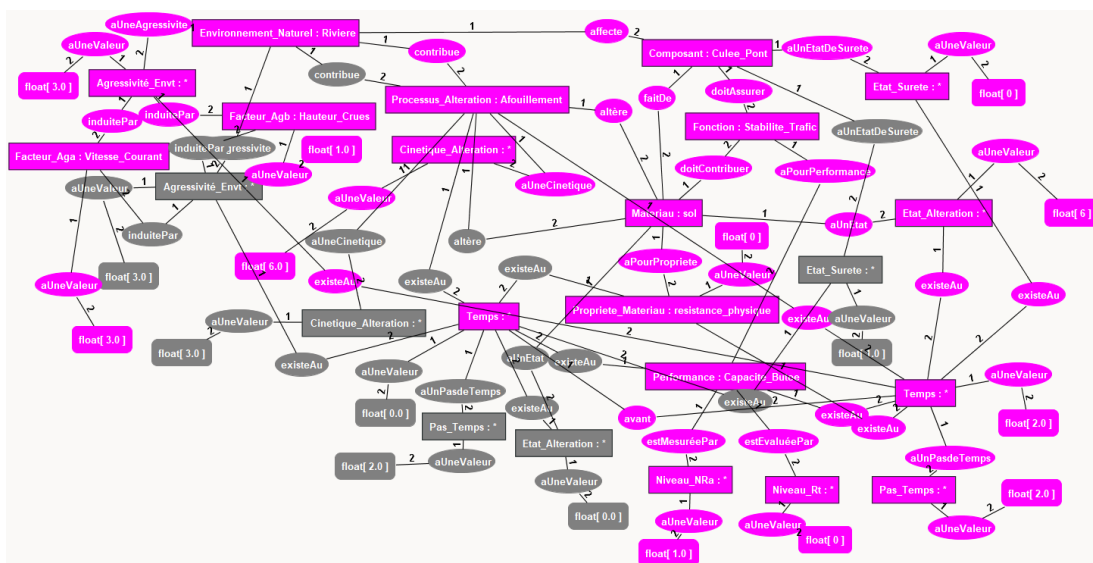 aUneAgressivite
Environnement_Naturel : Riviere
affecte
aUneValeur
contribue
Composant : Culee_Pont
aUnEtatDeSurete
aUneValeur
float[ 3.0 ]
Agressivité_Envt : *
contribue
faitDe
doitAssurer
Etat_Surete : *
float[ 0 ]
Processus_Alteration : Afouillement
induitePar
induitePar
Facteur_Agb : Hauteur_Crues
altère
Fonction : Stabilite_Trafic
aUnEtatDeSurete
Facteur_Aga : Vitesse_Courant
float[ 1.0 ]
Cinetique_Alteration : *
doitContribuer
aUneValeur
aUneValeur
Agressivité_Envt : *
aUneValeur
aUneValeur
aUneCinetique
aPourPerformance
Materiau : sol
aUnEtat
Etat_Alteration : *
float[ 6 ]
induitePar
aUneCinetique
altère
float[ 0 ]
float[ 3.0 ]
float[ 6.0 ]
existeAu
existeAu
existeAu
aPourPropriete
aUneValeur
Etat_Surete : *
aUneValeur
existeAu
existeAu
Propriete_Materiau : resistance_physique
existeAu
aUneValeur
Temps : *
float[ 3.0 ]
aUneValeur
Cinetique_Alteration : *
float[ 3.0 ]
existeAu
aUneValeur
aUnEtat
existeAu
float[ 1.0 ]
Performance : Capacite_Butee
aUneValeur
aUnPasdeTemps
existeAu
existeAu
Temps : *
float[ 0.0 ]
avant
existeAu
existeAu
float[ 2.0 ]
Pas_Temps : *
Etat_Alteration : *
estMesuréePar
estEvaluéePar
aUnPasdeTemps
float[ 2.0 ]
aUneValeur
aUneValeur
Niveau_NRa : *
Niveau_Rt : *
Pas_Temps : *
float[ 2.0 ]
float[ 0.0 ]
aUneValeur
aUneValeur
float[ 0 ]
aUneValeur
float[ 1.0 ]